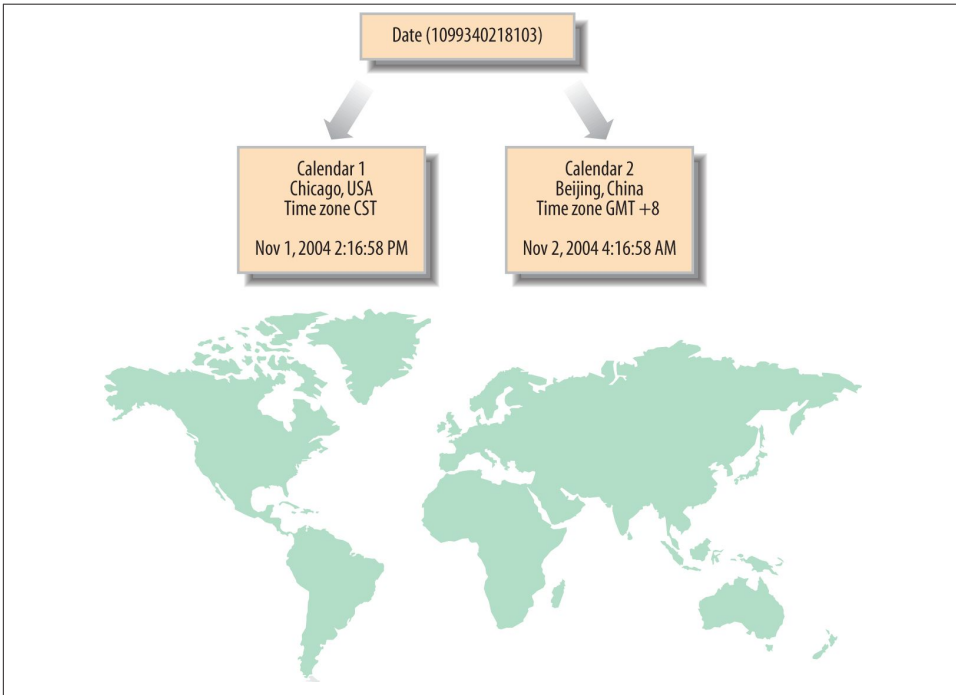 Date (1099340218103)
Calendar 1
Chicago, USA
Time zone CST
Nov 1, 2004 2:16:58 PM
Calendar 2
Beijing, China
Time zone GMT +8
Nov 2, 2004 4:16:58 AM